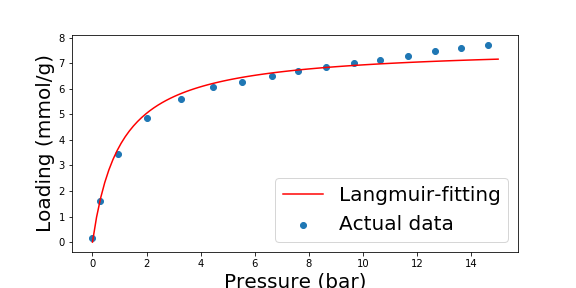 8
7
6
5
4
3
2
1
0
Loading (mmol/g)
Langmuir-fitting
Actual data
0 2 4 6 8 10 12 14
Pressure (bar)